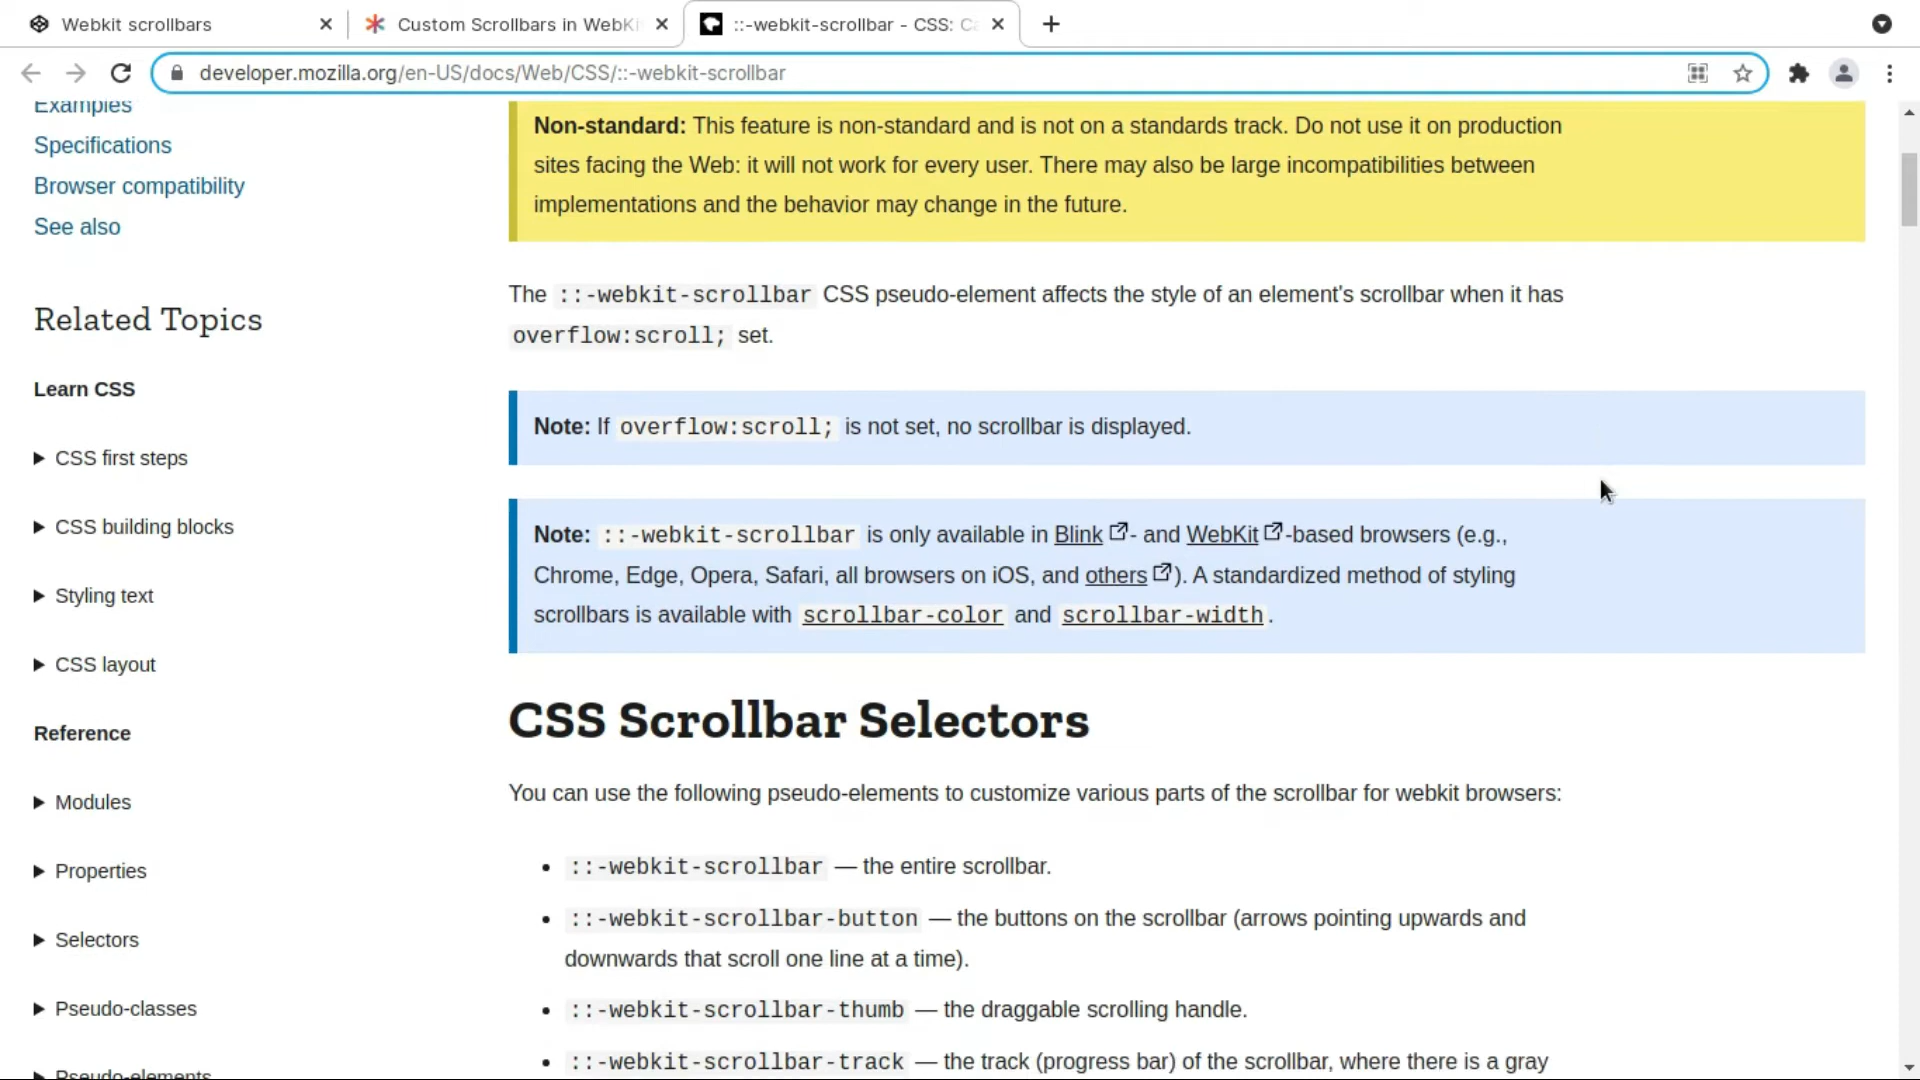 Webkit scrollbars
Custom Scrollbars in WebKi
::-webkit-scrollbar - CSS: Ca
developer.mozilla.org/en-US/docs/Web/CSS/::-webkit-scrollbar
Examples
Specifications
Browser compatibility
See also
Related Topics
Learn CSS
CSS first steps
CSS building blocks
Styling text
CSS layout
Reference
Modules
Properties
Selectors
Pseudo-classes
Pseudo-elements
Non-standard: This feature is non-standard and is not on a standards track. Do not use it on production
sites facing the Web: it will not work for every user. There may also be large incompatibilities between
implementations and the behavior may change in the future.
The ::-webkit-scrollbar CSS pseudo-element affects the style of an element's scrollbar when it has
overflow:scroll; set.
Note: If overflow:scroll; is not set, no scrollbar is displayed.
Note: ::-webkit-scrollbar is only available in Blink - and WebKit -based browsers (e.g.,
Chrome, Edge, Opera, Safari, all browsers on iOS, and others ). A standardized method of styling
scrollbars is available with scrollbar-color and scrollbar-width.
CSS Scrollbar Selectors
You can use the following pseudo-elements to customize various parts of the scrollbar for webkit browsers:
• ::-webkit-scrollbar — the entire scrollbar.
• ::-webkit-scrollbar-button — the buttons on the scrollbar (arrows pointing upwards and
downwards that scroll one line at a time).
• ::-webkit-scrollbar-thumb — the draggable scrolling handle.
• ::-webkit-scrollbar-track — the track (progress bar) of the scrollbar, where there is a gray